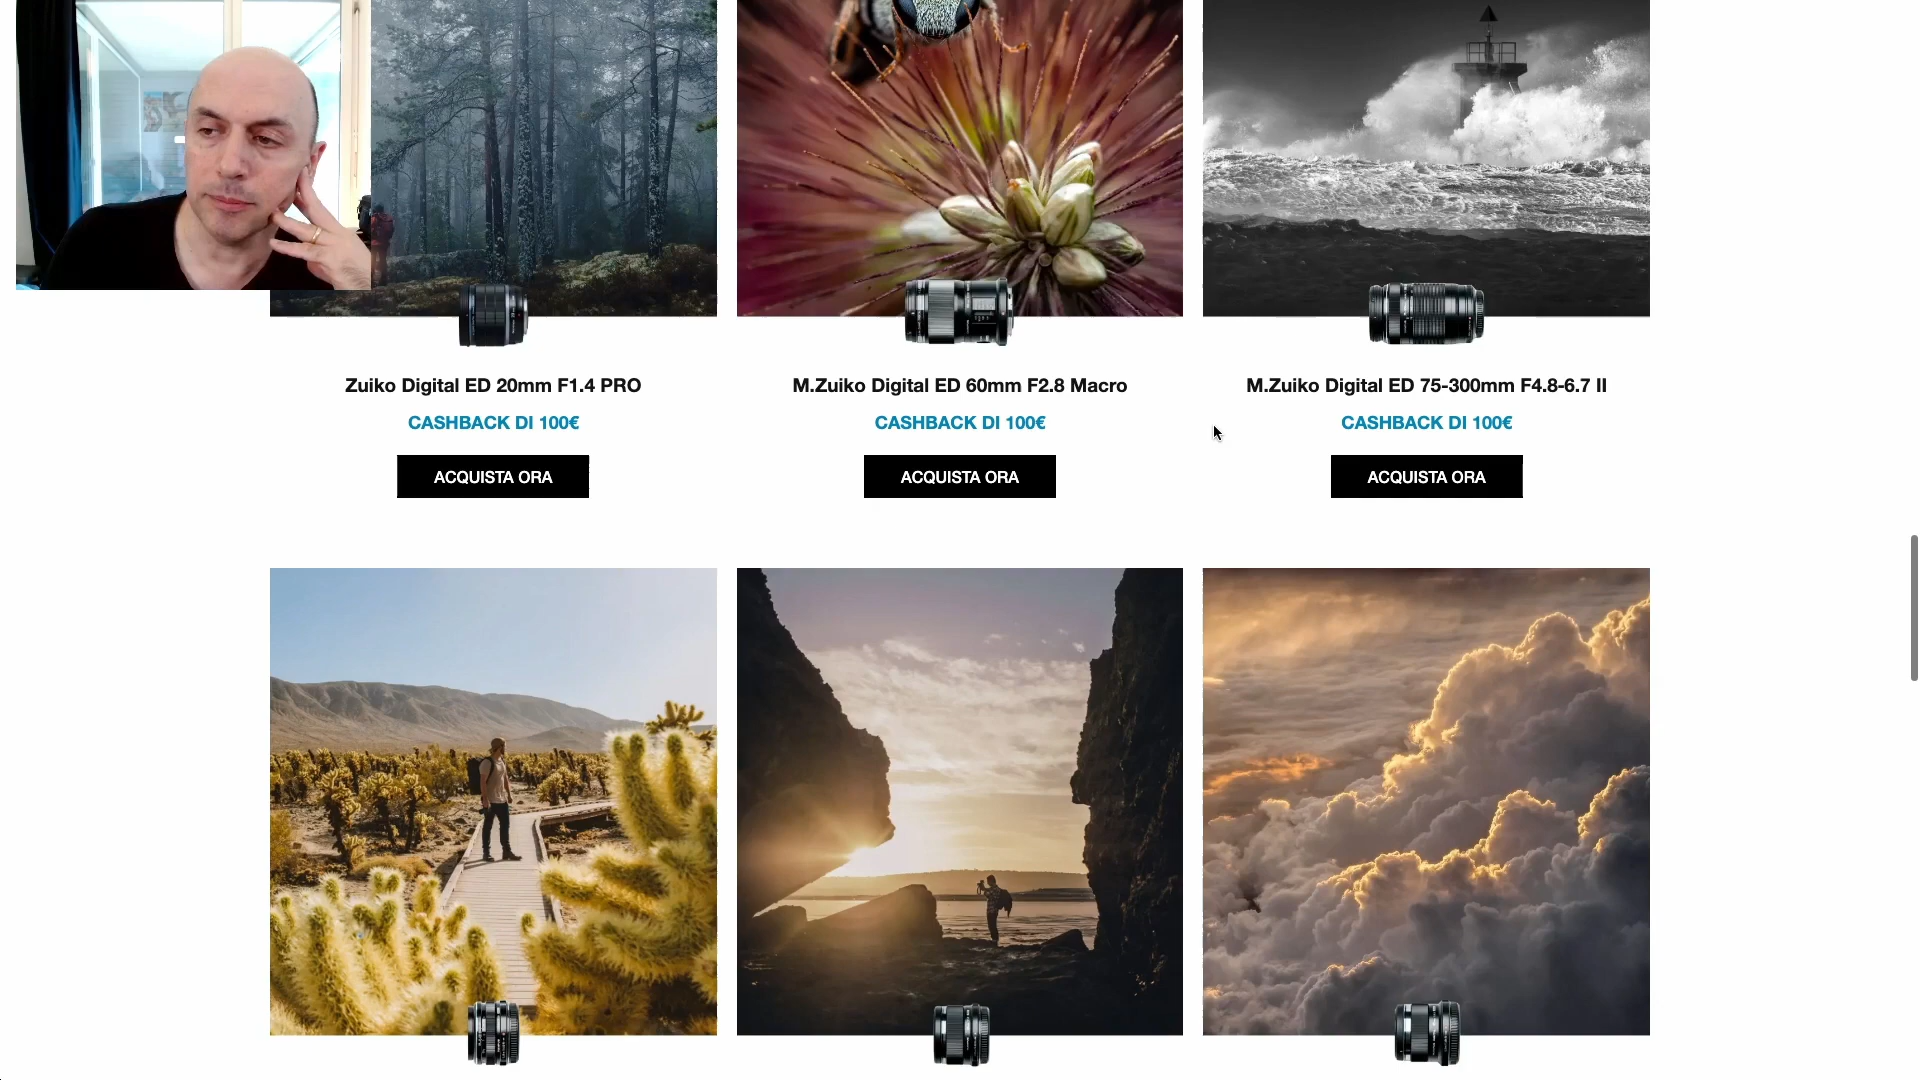 Zuiko Digital ED 20mm F1.4 PRO
CASHBACK DI 100€
ACQUISTA ORA
M.Zuiko Digital ED 60mm F2.8 Macro
CASHBACK DI 100€
ACQUISTA ORA
M.Zuiko Digital ED 75-300mm F4.8-6.7 II
CASHBACK DI 100€
ACQUISTA ORA